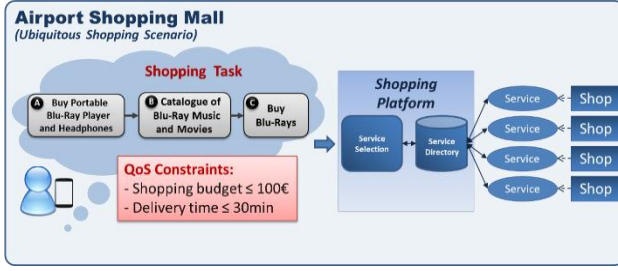 Airport Shopping Mall
(Ubiquitous Shopping Scenario)
Shopping Task
A
Buy Portable
Blu-Ray Player
and Headphones
B
Catalogue of
Blu-Ray Music
and Movies
C
Buy
Blu-Rays
QoS Constraints:
- Shopping budget ≤ 100€
- Delivery time ≤ 30min
Shopping
Platform
Service
Selection
Service
Directory
Service
Shop
Service
Shop
Service
Shop
Service
Shop